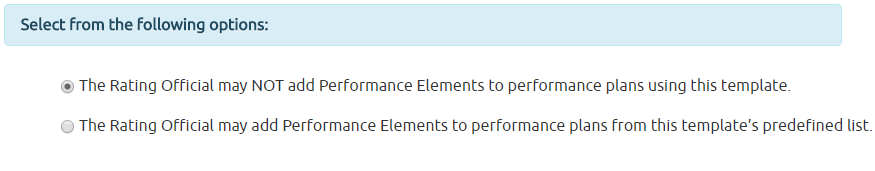 Select from the following options:
The Rating Official may NOT add Performance Elements to performance plans using this template.
The Rating Official may add Performance Elements to performance plans from this template's predefined list.